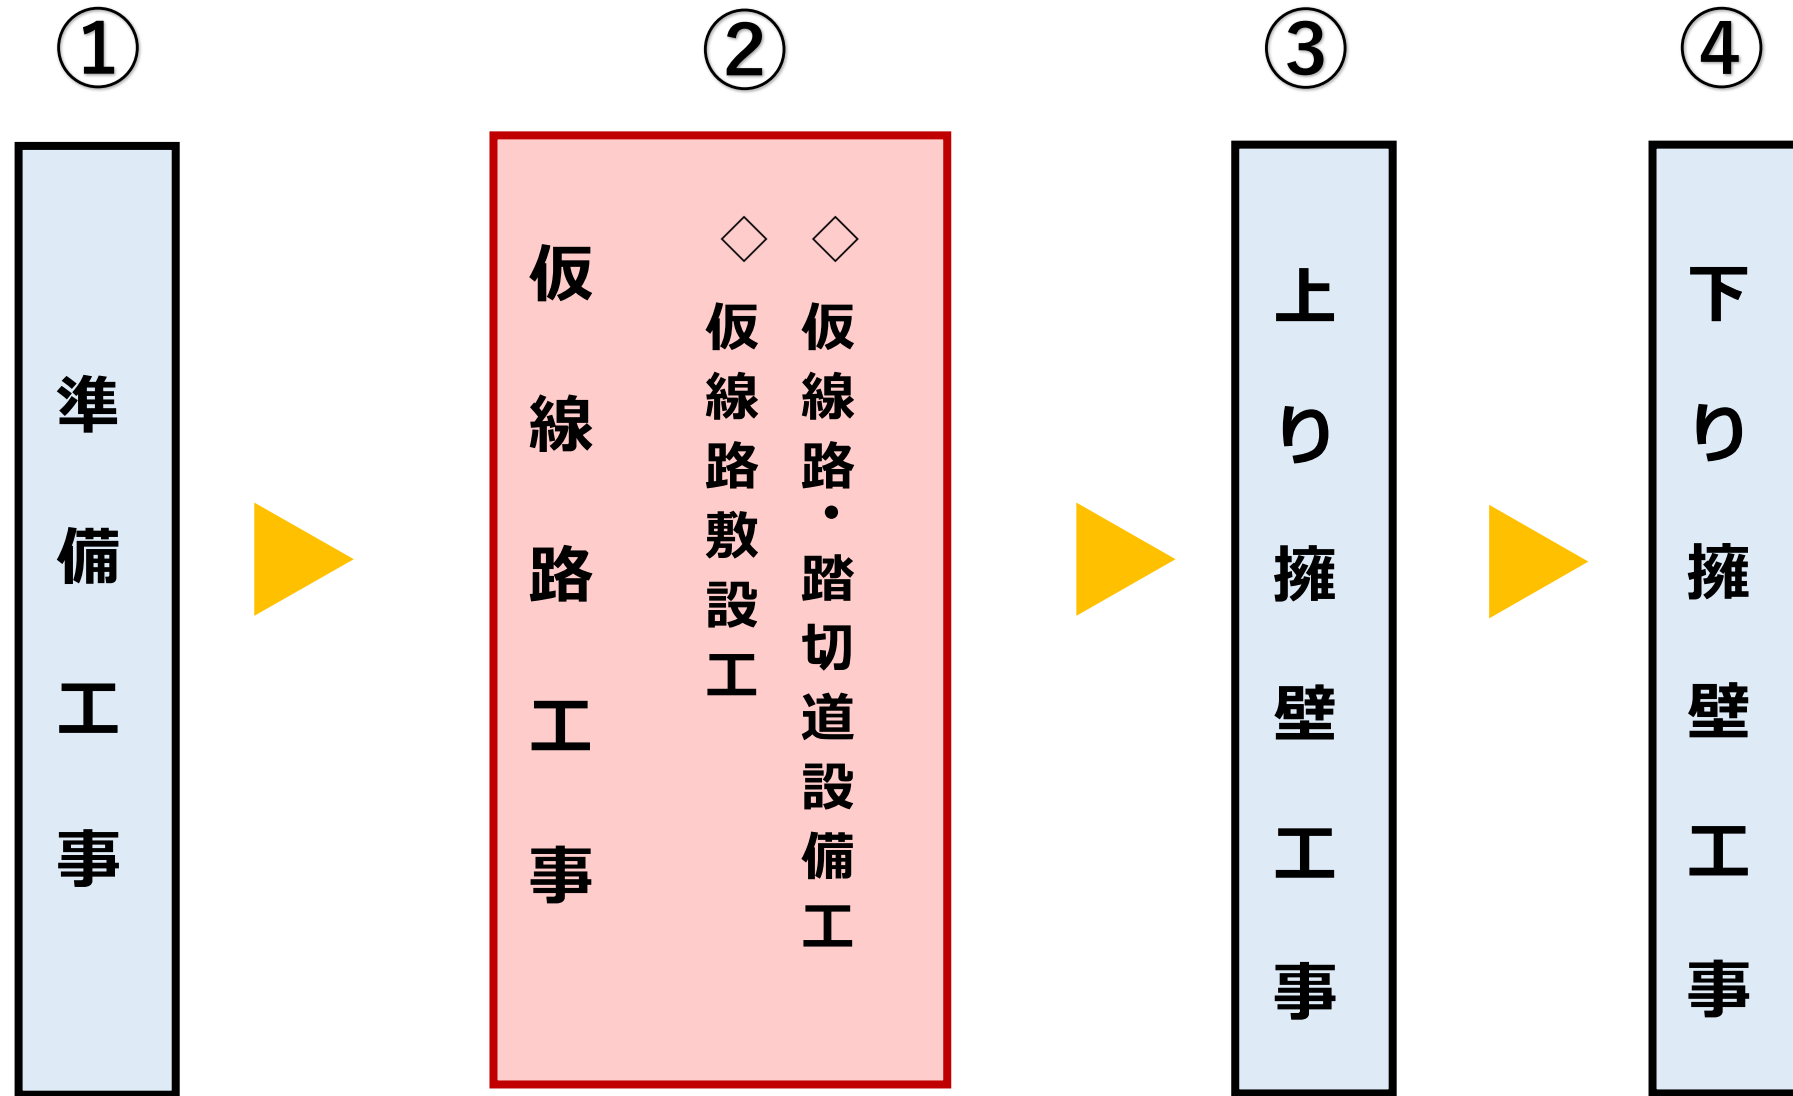 ①
準備工事
②
仮線路工事
◇仮線路・踏切道設備工
◇仮線路敷設工
③
上り擁壁工事
④
下り擁壁工事